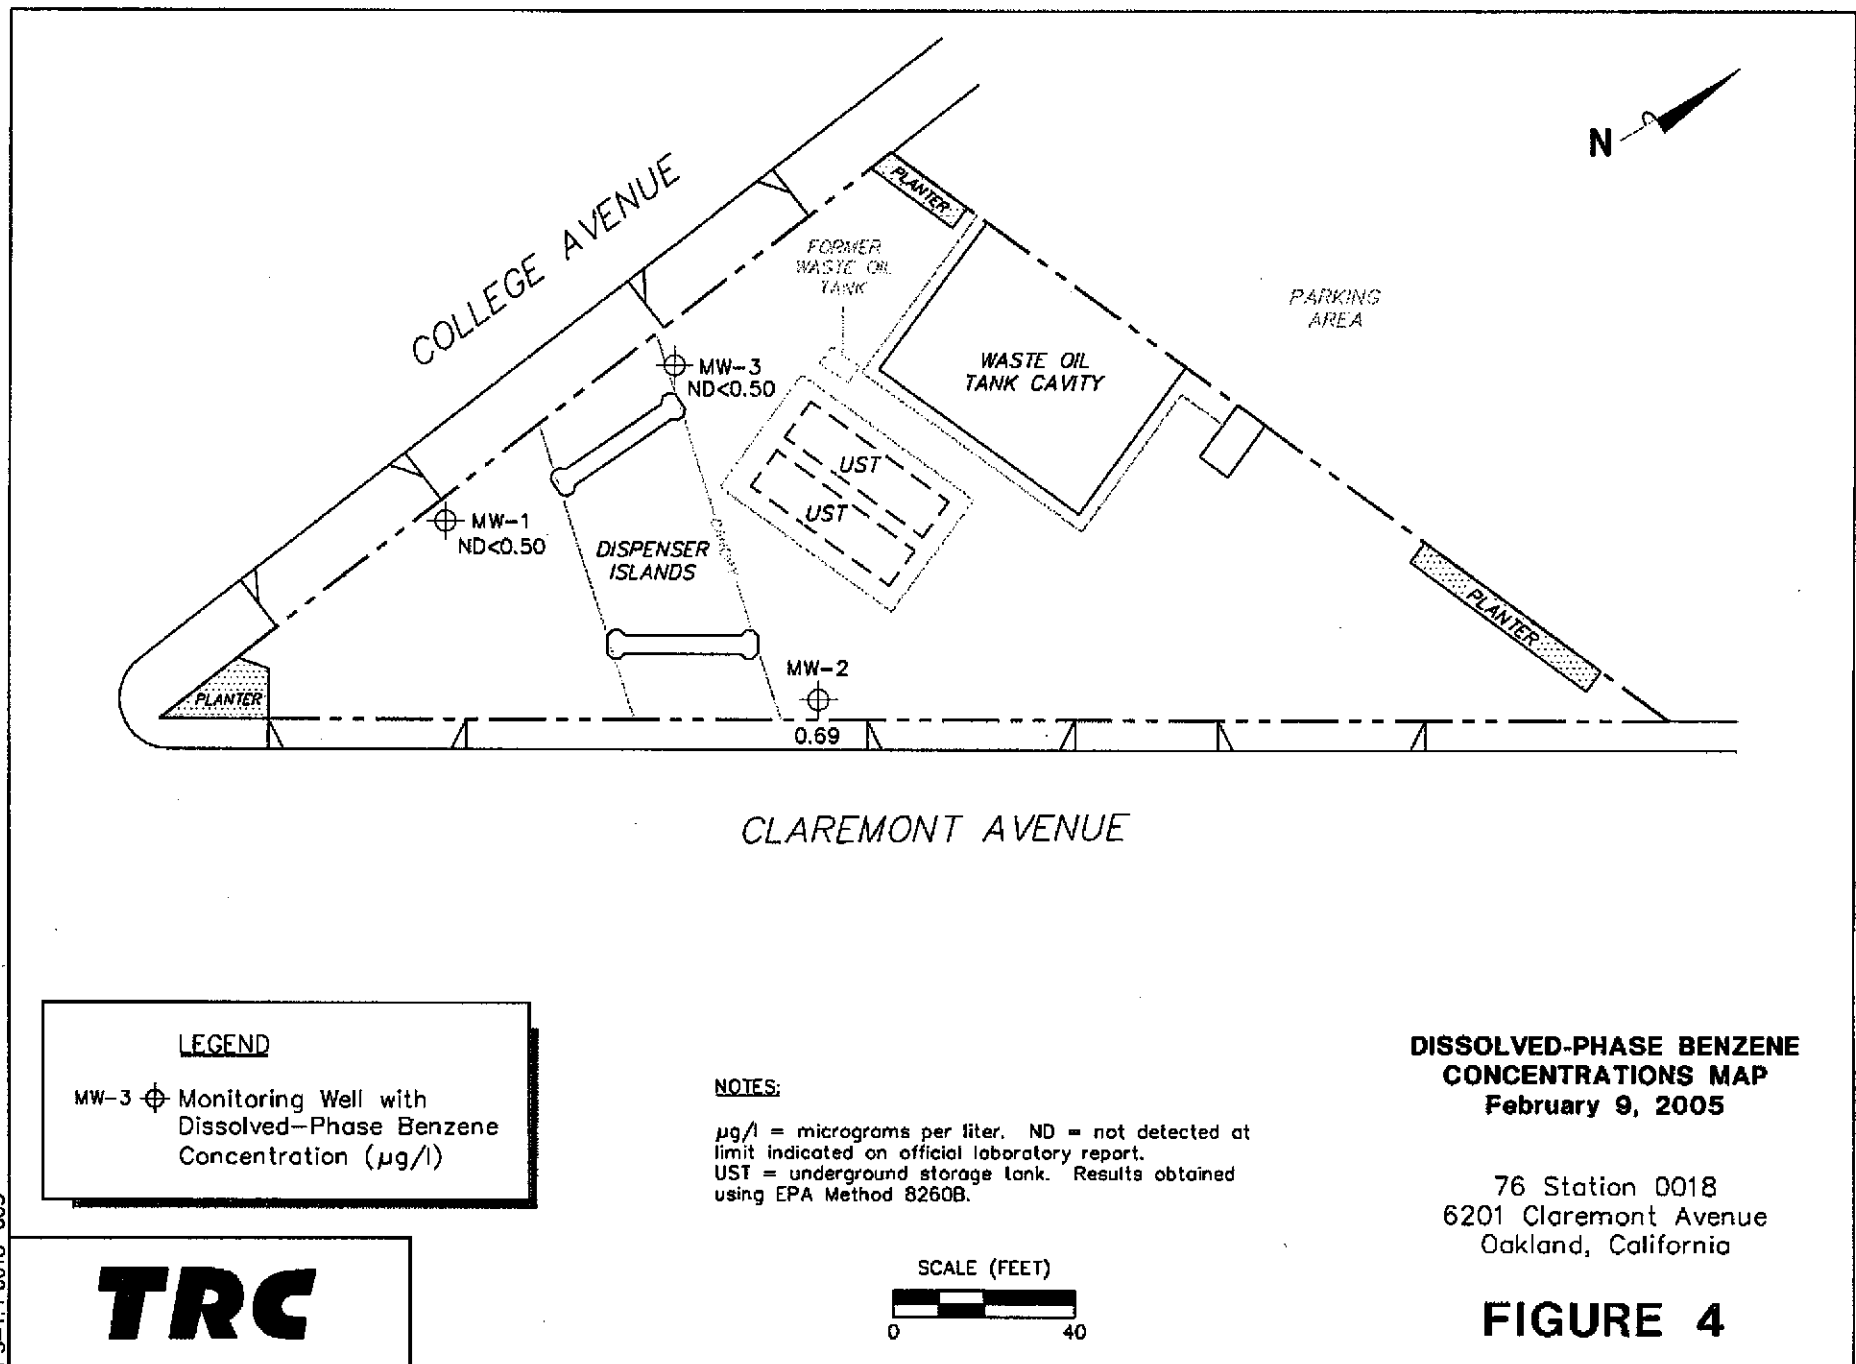 N
COLLEGE AVENUE
PLANTER
FORMER
WASTE OIL
TANK
PARKING
AREA
WASTE OIL
TANK CAVITY
MW-3
ND<0.50
UST
UST
MW-1
ND<0.50
DISPENSER
ISLANDS
PLANTER
MW-2
PLANTER
0.69
CLAREMONT AVENUE
LEGEND
MW-3 Monitoring Well with
Dissolved-Phase Benzene
Concentration (µg/l)
NOTES:
µg/l = micrograms per liter. ND = not detected at
limit indicated on official laboratory report.
UST = underground storage tank. Results obtained
using EPA Method 8260B.
SCALE (FEET)
0 40
DISSOLVED-PHASE BENZENE
CONCENTRATIONS MAP
February 9, 2005
76 Station 0018
6201 Claremont Avenue
Oakland, California
FIGURE 4
TRC